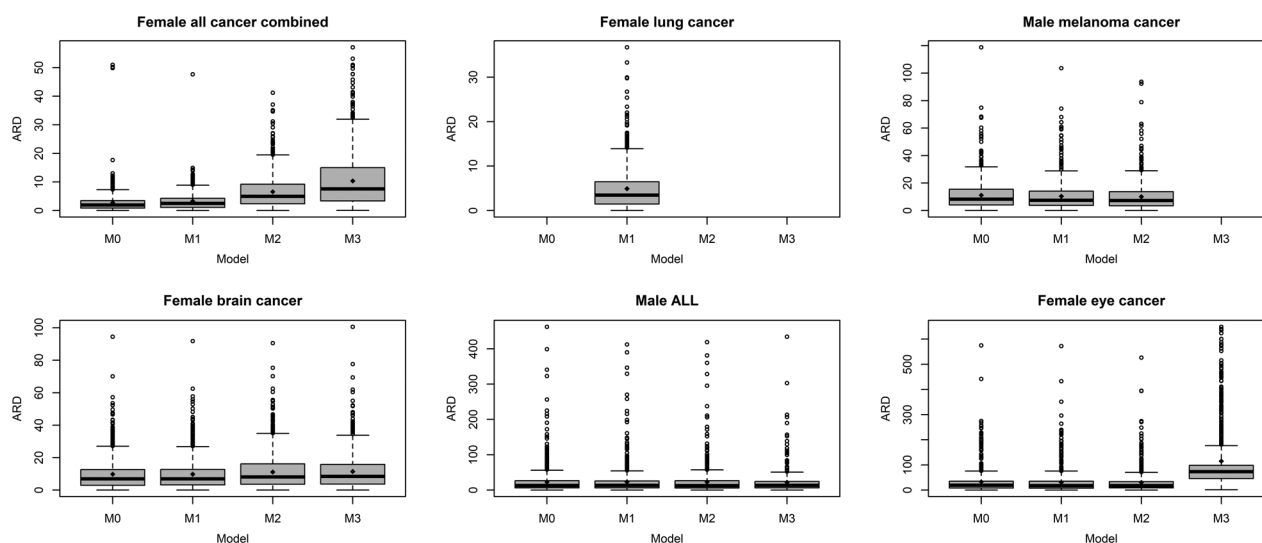 Female all cancer combined
ARD
50
40
30
20
10
0
M0 M1 M2 M3
Model
Female lung cancer
ARD
30
20
10
0
M0 M1 M2 M3
Model
Male melanoma cancer
ARD
100
80
60
40
20
0
M0 M1 M2 M3
Model
Female brain cancer
ARD
100
80
60
40
20
0
M0 M1 M2 M3
Model
Male ALL
ARD
400
300
200
100
0
M0 M1 M2 M3
Model
Female eye cancer
ARD
500
300
100
0
M0 M1 M2 M3
Model